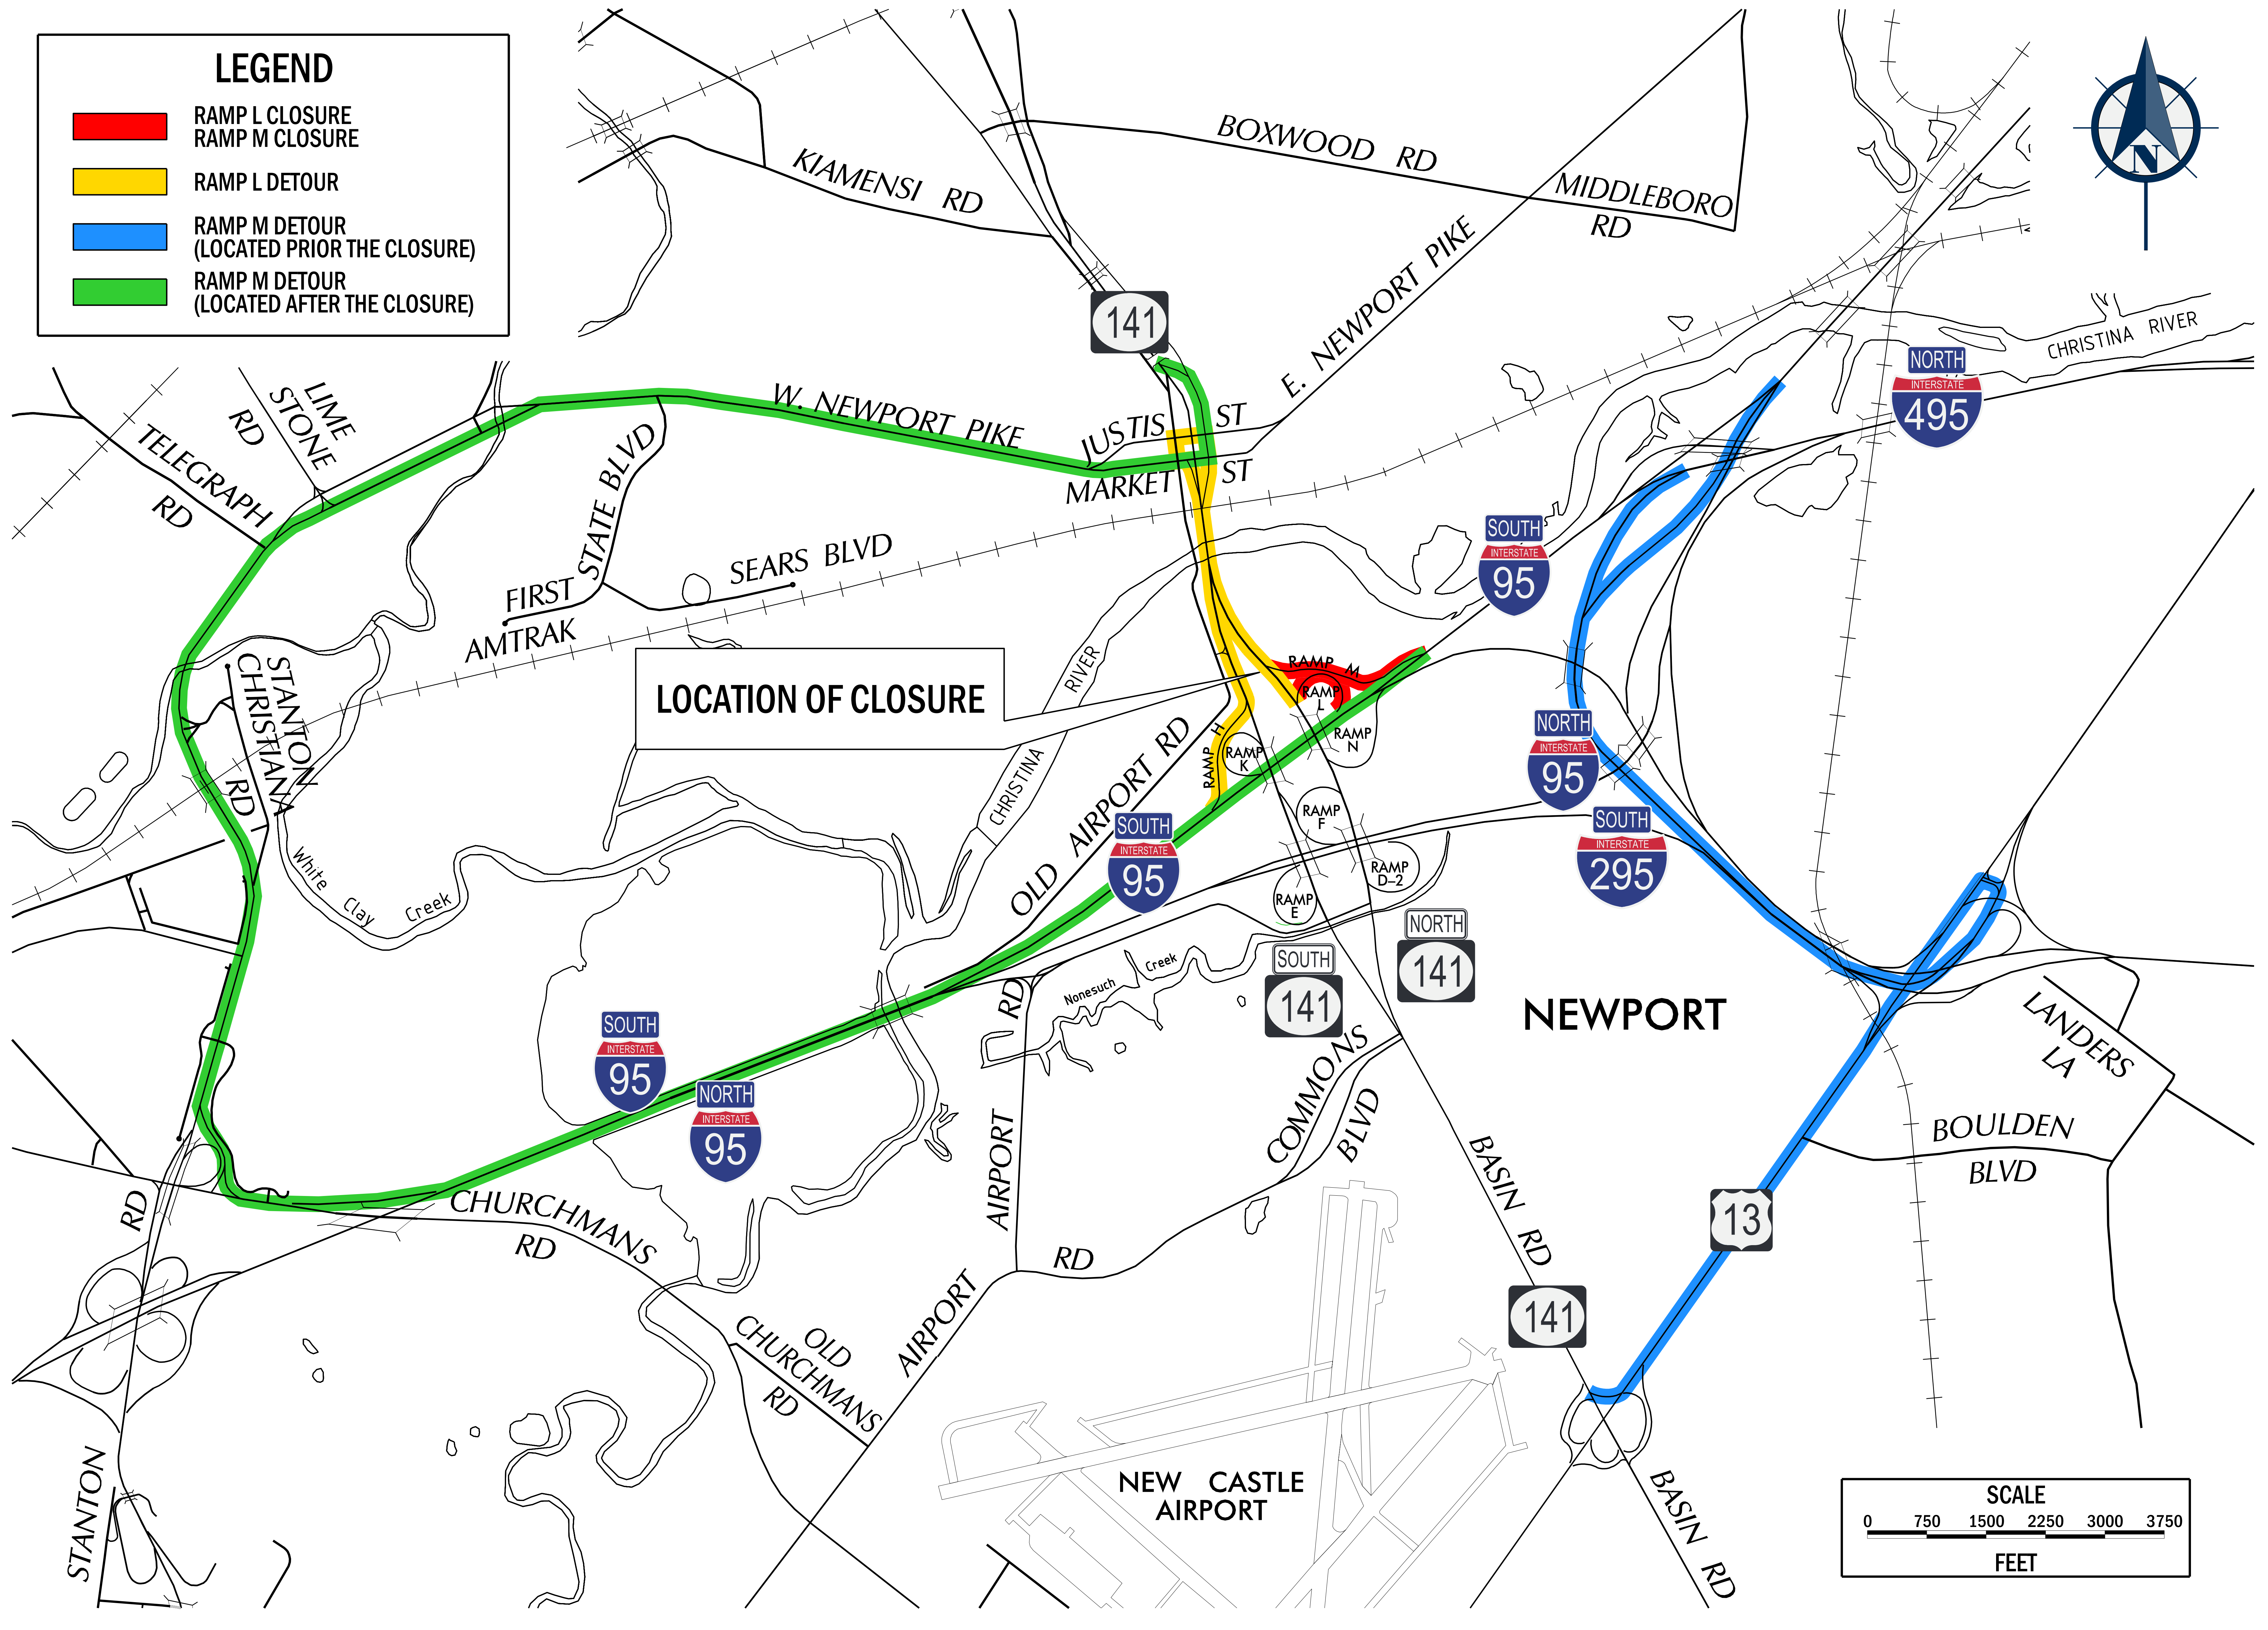 LEGEND
RAMP L CLOSURE
RAMP M CLOSURE
RAMP L DETOUR
RAMP M DETOUR
(LOCATED PRIOR THE CLOSURE)
RAMP M DETOUR
(LOCATED AFTER THE CLOSURE)
N
BOXWOOD RD
KIAMENSI RD
MIDDLEBORO
RD
E. NEWPORT PIKE
141
CHRISTINA RIVER
NORTH
INTERSTATE
495
LIME
STONE
RD
TELEGRAPH
RD
W. NEWPORT PIKE
JUSTIS ST
MARKET ST
FIRST STATE BLVD
SEARS BLVD
AMTRAK
SOUTH
INTERSTATE
95
STANTON
CHRISTIANA
RD
LOCATION OF CLOSURE
CHRISTINA RIVER
RAMP M
RAMP
L
RAMP
N
RAMP H
RAMP
K
RAMP
F
RAMP
D-2
RAMP
E
NORTH
INTERSTATE
95
SOUTH
INTERSTATE
295
OLD AIRPORT RD
SOUTH
INTERSTATE
95
White Clay Creek
NORTH
141
SOUTH
141
Nonesuch Creek
RD
NEWPORT
SOUTH
INTERSTATE
95
NORTH
INTERSTATE
95
LANDERS
LA
COMMONS
BLVD
BOULDEN
BLVD
AIRPORT
BASIN RD
13
RD
CHURCHMANS
RD
AIRPORT RD
141
OLD
CHURCHMANS
RD
STANTON
NEW CASTLE
AIRPORT
BASIN RD
SCALE
0 750 1500 2250 3000 3750
FEET